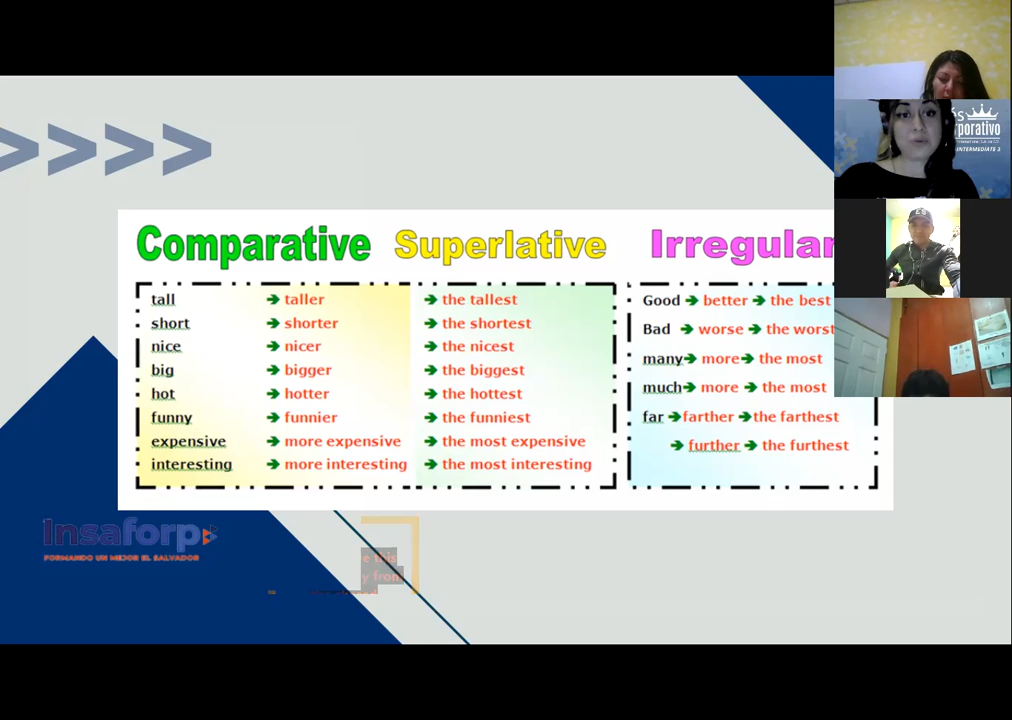 >>>>
Comparative Superlative Irregular
tall ➔ taller ➔ the tallest
short ➔ shorter ➔ the shortest
nice ➔ nicer ➔ the nicest
big ➔ bigger ➔ the biggest
hot ➔ hotter ➔ the hottest
funny ➔ funnier ➔ the funniest
expensive ➔ more expensive ➔ the most expensive
interesting ➔ more interesting ➔ the most interesting
Good ➔ better ➔ the best
Bad ➔ worse ➔ the worst
many ➔ more ➔ the most
much ➔ more ➔ the most
far ➔ farther ➔ the farthest
➔ further ➔ the furthest
Insaforp
FORMANDO UN MEJOR EL SALVADOR
e this
y from
INTERMEDIATE